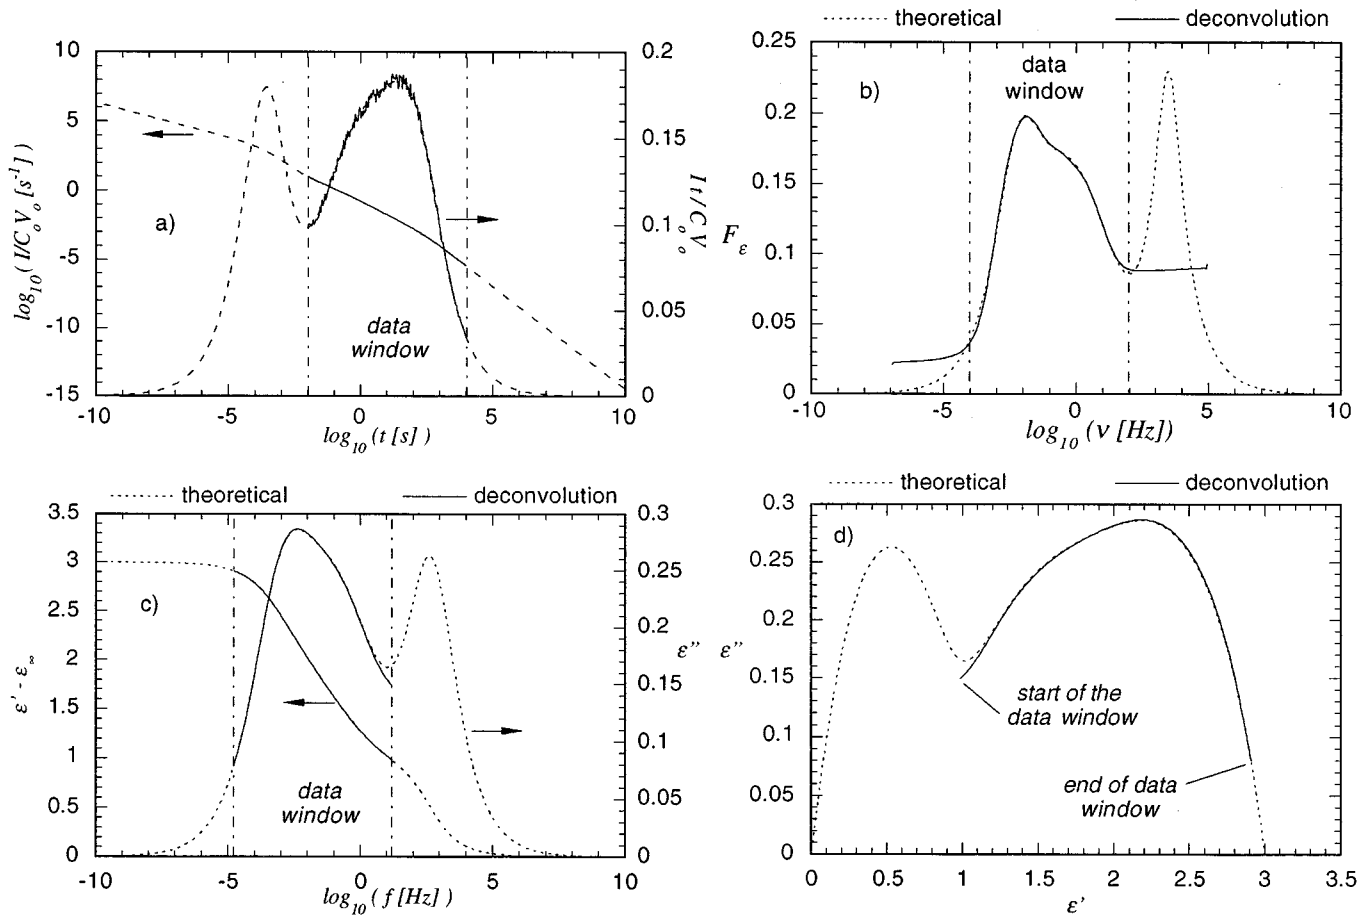 theoretical deconvolution
10
5
0
-5
-10
-15
log10 (I/CoVo [s-1])
a)
data
window
0.2
0.15
0.1
0.05
0
I t/CoVo
-10 -5 0 5 10
log10 (t [s])
0.25
0.2
0.15
0.1
0.05
0
Fε
b)
data
window
-10 -5 0 5 10
log10 (ν [Hz])
theoretical deconvolution
3.5
3
2.5
2
1.5
1
0.5
0
ε' - ε∞
c)
data
window
0.3
0.25
0.2
0.15
0.1
0.05
0
ε"
-10 -5 0 5 10
log10 (f [Hz])
theoretical deconvolution
0.3
0.25
0.2
0.15
0.1
0.05
0
ε"
d)
start of the
data window
end of data
window
0 0.5 1 1.5 2 2.5 3 3.5
ε'